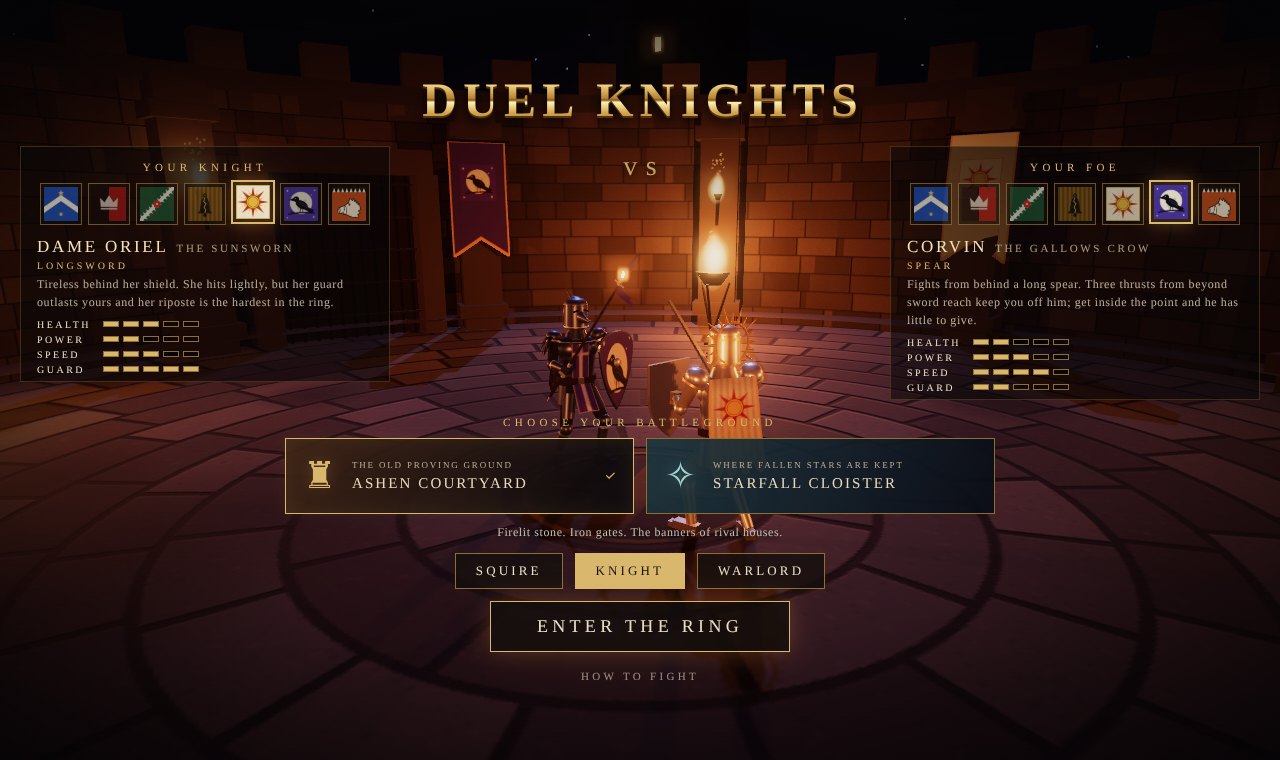 DUEL KNIGHTS
VS
YOUR KNIGHT
DAME ORIEL THE SUNSWORN
LONGSWORD
Tireless behind her shield. She hits lightly, but her guard
outlasts yours and her riposte is the hardest in the ring.
HEALTH
POWER
SPEED
GUARD
YOUR FOE
CORVIN THE GALLOWS CROW
SPEAR
Fights from behind a long spear. Three thrusts from beyond
sword reach keep you off him; get inside the point and he has
little to give.
HEALTH
POWER
SPEED
GUARD
CHOOSE YOUR BATTLEGROUND
THE OLD PROVING GROUND
ASHEN COURTYARD
WHERE FALLEN STARS ARE KEPT
STARFALL CLOISTER
Firelit stone. Iron gates. The banners of rival houses.
SQUIRE
KNIGHT
WARLORD
ENTER THE RING
HOW TO FIGHT